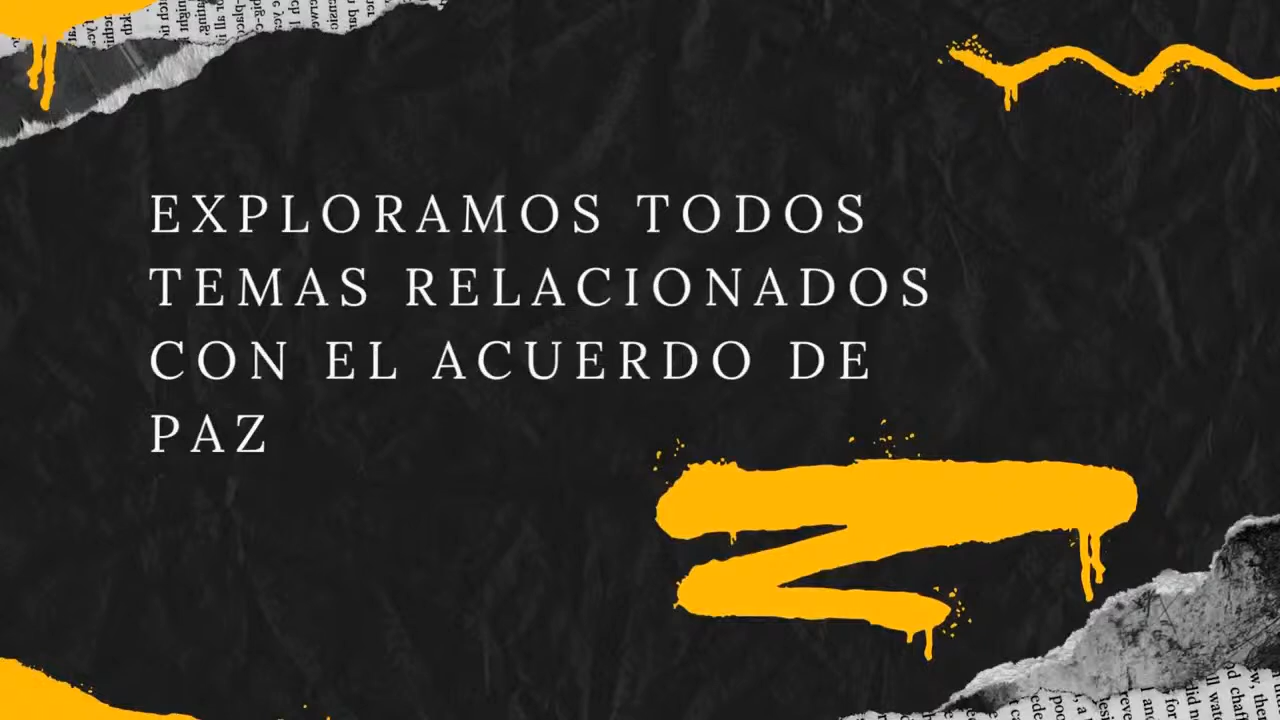 EXPLORAMOS TODOS
TEMAS RELACIONADOS
CON EL ACUERDO DE
PAZ